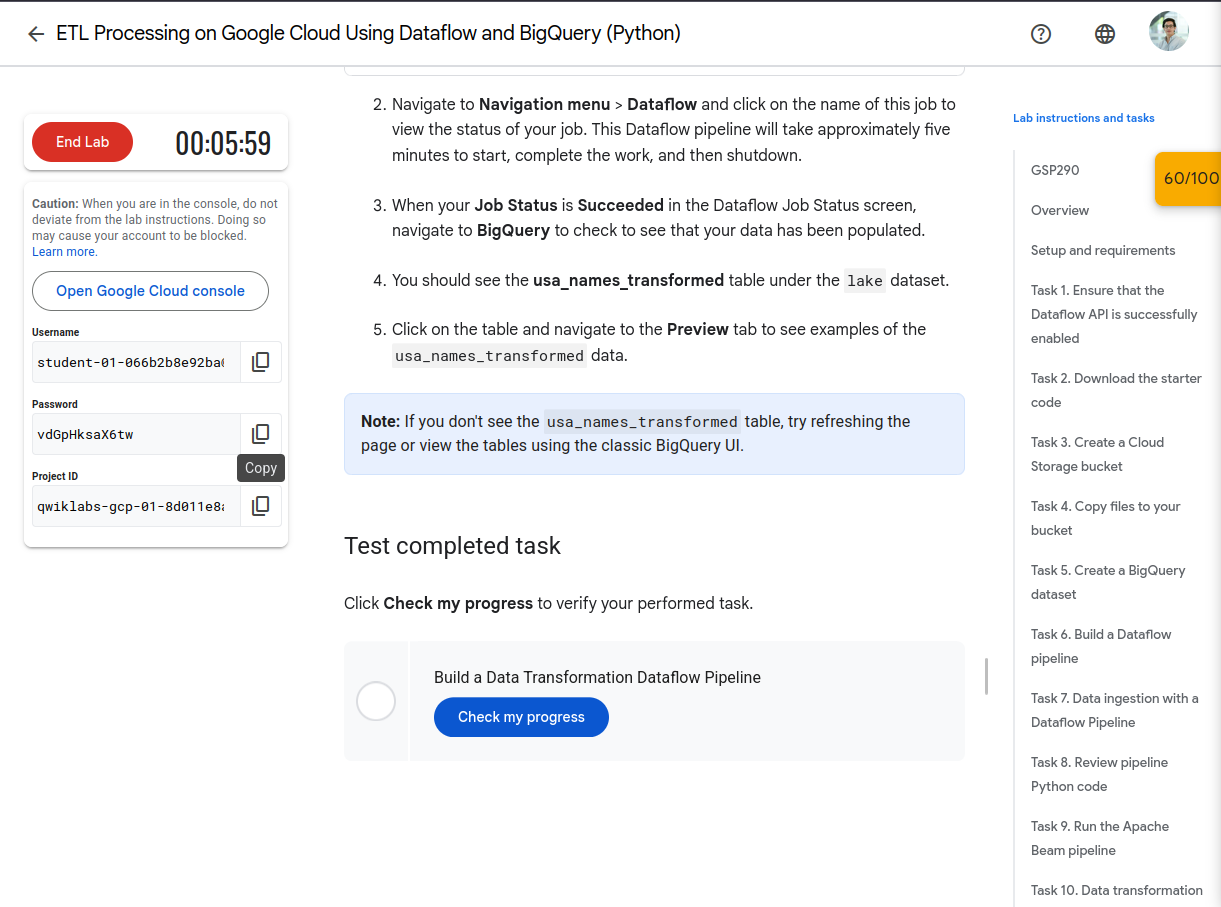 ETL Processing on Google Cloud Using Dataflow and BigQuery (Python)
End Lab
00:05:59
Caution: When you are in the console, do not
deviate from the lab instructions. Doing so
may cause your account to be blocked.
Learn more.
Open Google Cloud console
Username
student-01-066b2b8e92ba
Password
vdGpHksaX6tw
Copy
Project ID
qwiklabs-gcp-01-8d011e8
2. Navigate to Navigation menu > Dataflow and click on the name of this job to
view the status of your job. This Dataflow pipeline will take approximately five
minutes to start, complete the work, and then shutdown.
3. When your Job Status is Succeeded in the Dataflow Job Status screen,
navigate to BigQuery to check to see that your data has been populated.
4. You should see the usa_names_transformed table under the lake dataset.
5. Click on the table and navigate to the Preview tab to see examples of the
usa_names_transformed data.
Note: If you don't see the usa_names_transformed table, try refreshing the
page or view the tables using the classic BigQuery UI.
Test completed task
Click Check my progress to verify your performed task.
Build a Data Transformation Dataflow Pipeline
Check my progress
Lab instructions and tasks
60/100
GSP290
Overview
Setup and requirements
Task 1. Ensure that the
Dataflow API is successfully
enabled
Task 2. Download the starter
code
Task 3. Create a Cloud
Storage bucket
Task 4. Copy files to your
bucket
Task 5. Create a BigQuery
dataset
Task 6. Build a Dataflow
pipeline
Task 7. Data ingestion with a
Dataflow Pipeline
Task 8. Review pipeline
Python code
Task 9. Run the Apache
Beam pipeline
Task 10. Data transformation